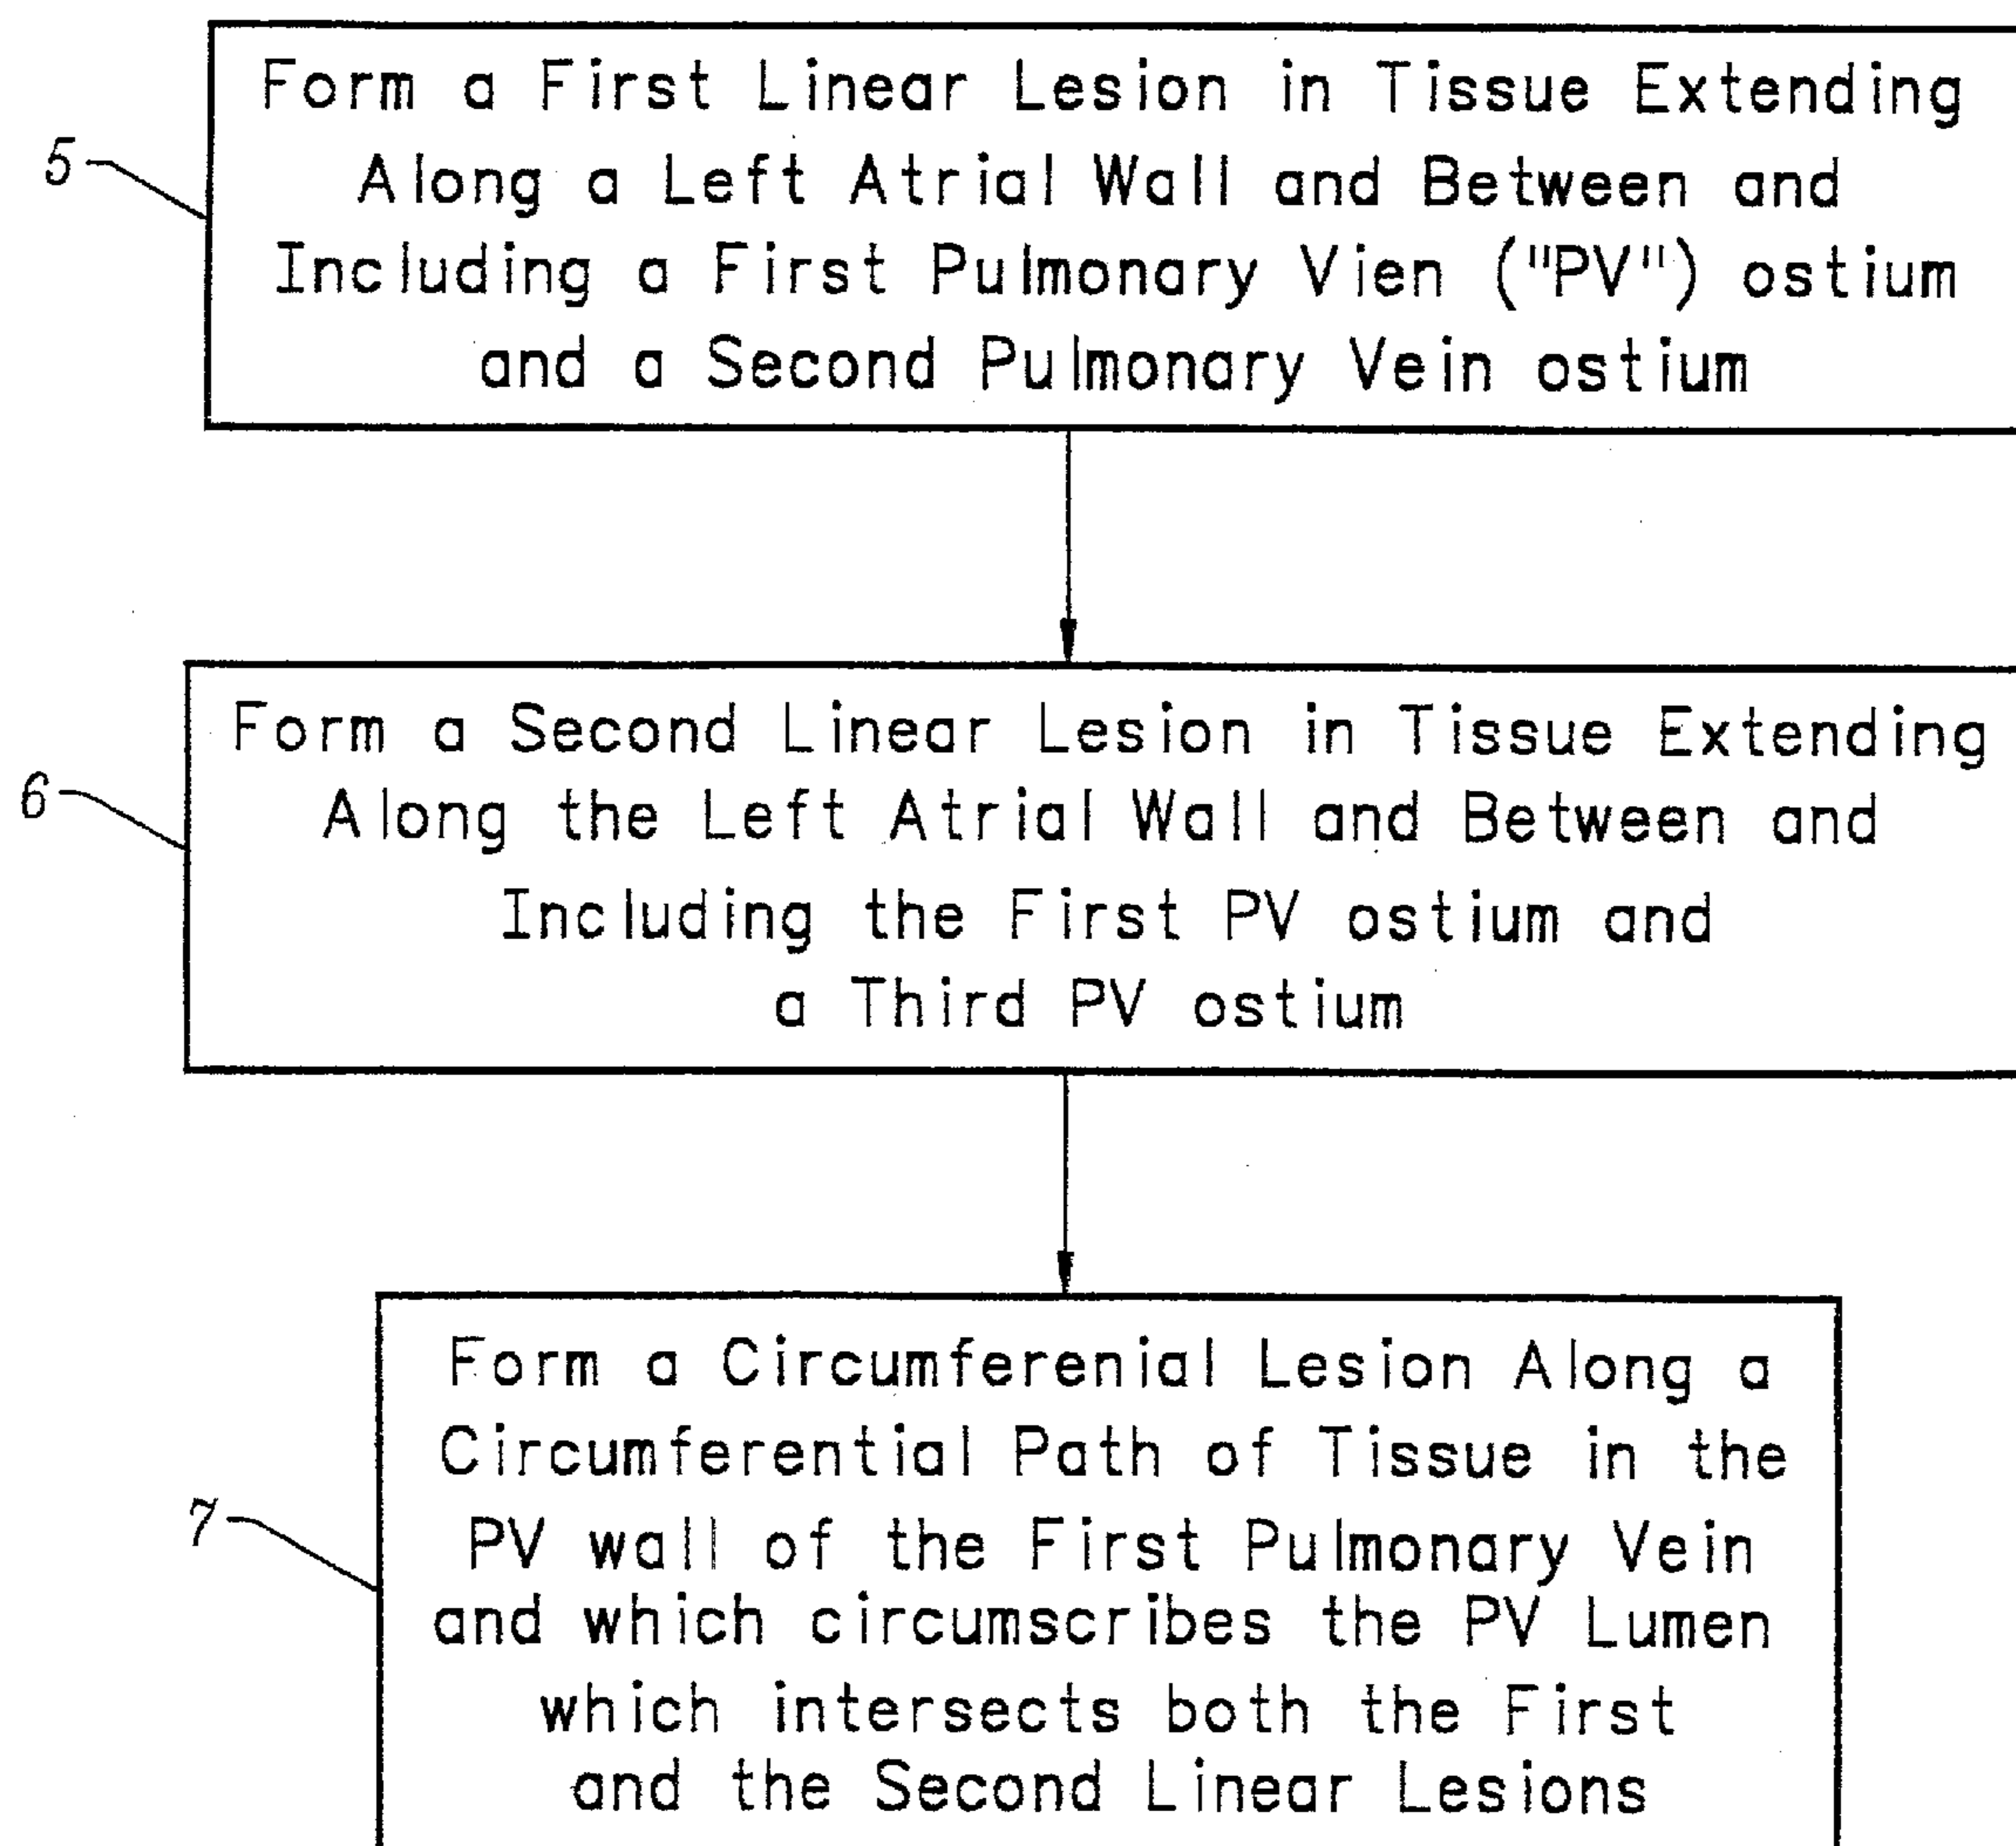 Form a First Linear Lesion in Tissue Extending
5
Along a Left Atrial Wall and Between and
Including a First Pulmonary Vien ("PV") ostium
and a Second Pulmonary Vein ostium
Form a Second Linear Lesion in Tissue Extending
6
Along the Left Atrial Wall and Between and
Including the First PV ostium and
a Third PV ostium
Form a Circumferenial Lesion Along a
Circumferential Path of Tissue in the
7
PV wall of the First Pulmonary Vein
and which circumscribes the PV Lumen
which intersects both the First
and the Second Linear Lesions